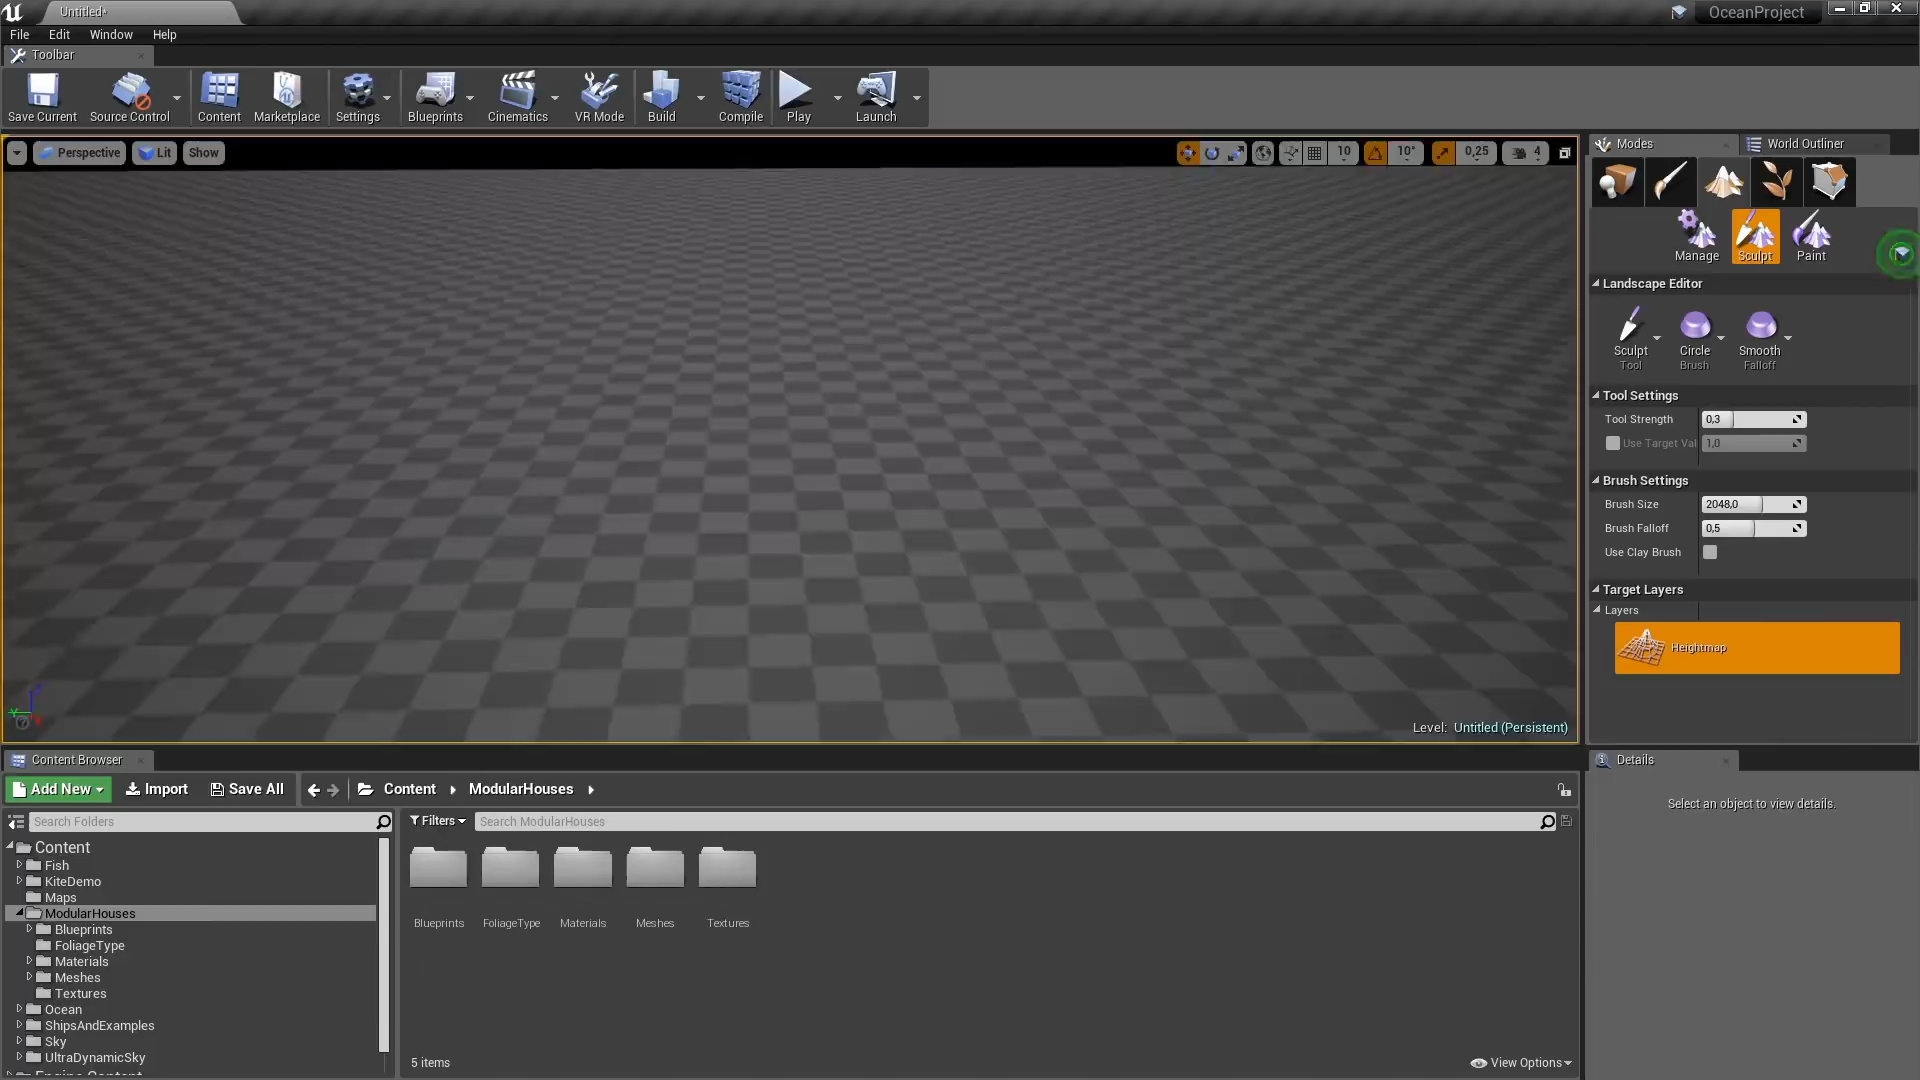 Untitled*
OceanProject
File Edit Window Help
Toolbar
Save Current Source Control Content Marketplace Settings Blueprints Cinematics VR Mode Build Compile Play Launch
Perspective Lit Show 10 10° 0,25 4
Modes World Outliner
Manage Sculpt Paint
Landscape Editor
Sculpt Circle Smooth
Tool Brush Falloff
Tool Settings
Tool Strength 0,3
Use Target Val 1,0
Brush Settings
Brush Size 2048,0
Brush Falloff 0,5
Use Clay Brush
Target Layers
Layers
Heightmap
Level: Untitled (Persistent)
Content Browser
Details
Add New Import Save All Content ModularHouses
Select an object to view details.
Search Folders
Filters Search ModularHouses
Content
Fish
KiteDemo
Maps
ModularHouses
Blueprints
FoliageType
Materials
Meshes
Textures
Ocean
ShipsAndExamples
Sky
UltraDynamicSky
Blueprints FoliageType Materials Meshes Textures
5 items
View Options